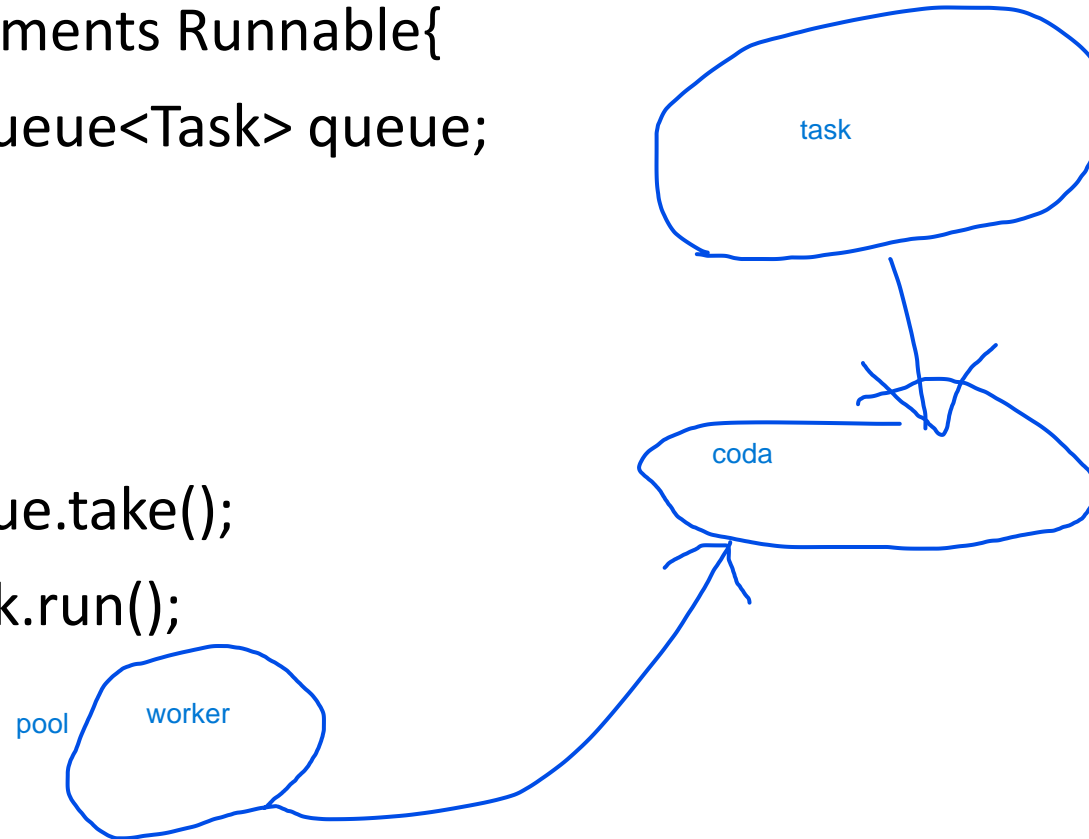 ments Runnable{
ueue<Task> queue;
task
coda
ue.take();
k.run();
pool
worker